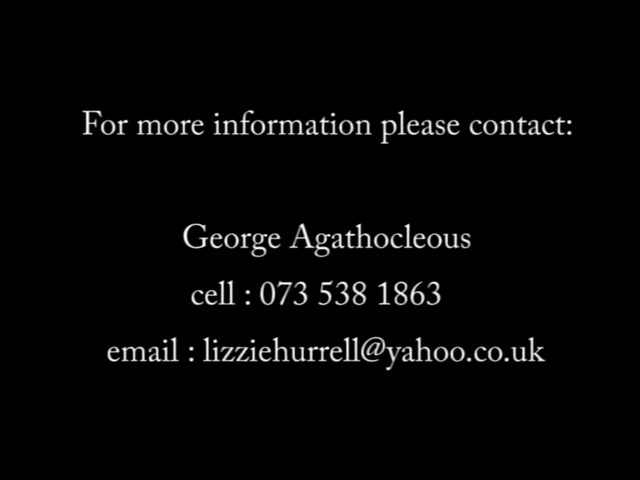 For more information please contact:
George Agathocleous
cell : 073 538 1863
email : lizziehurrell@yahoo.co.uk